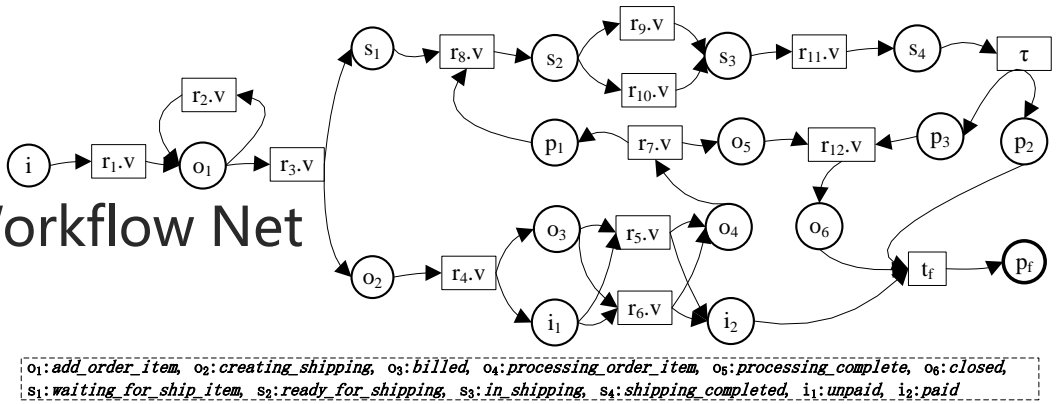 s₁ r₈.v s₂ r₉.v s₃ r₁₁.v s₄ τ
r₁₀.v
r₂.v
i r₁.v o₁ r₃.v p₁ r₇.v o₅ r₁₂.v p₃ p₂
Workflow Net
o₃ r₅.v o₄ o₆
o₂ r₄.v t_f p_f
i₁ r₆.v i₂
o₁:add_order_item, o₂:creating_shipping, o₃:billed, o₄:processing_order_item, o₅:processing_complete, o₆:closed,
s₁:waiting_for_ship_item, s₂:ready_for_shipping, s₃:in_shipping, s₄:shipping_completed, i₁:unpaid, i₂:paid